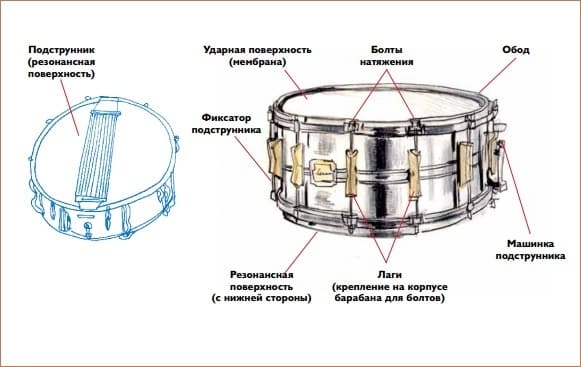 Подструнник
(резонансная
поверхность)
Ударная поверхность
(мембрана)
Болты
натяжения
Обод
Фиксатор
подструнника
Машинка
подструнника
Резонансная
поверхность
(с нижней стороны)
Лаги
(крепление на корпусе
барабана для болтов)